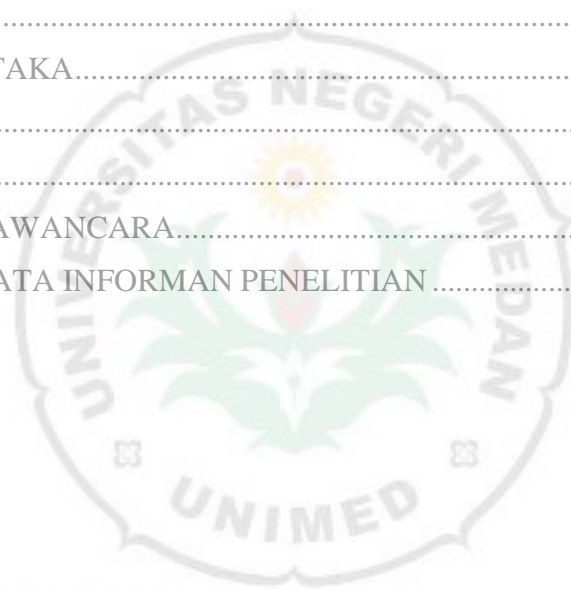 ....................................................................
TAKA..............................................................
....................................................................
....................................................................
AWANCARA..................................................
ATA INFORMAN PENELITIAN..................
UNIVERSITAS NEGERI MEDAN
UNIMED